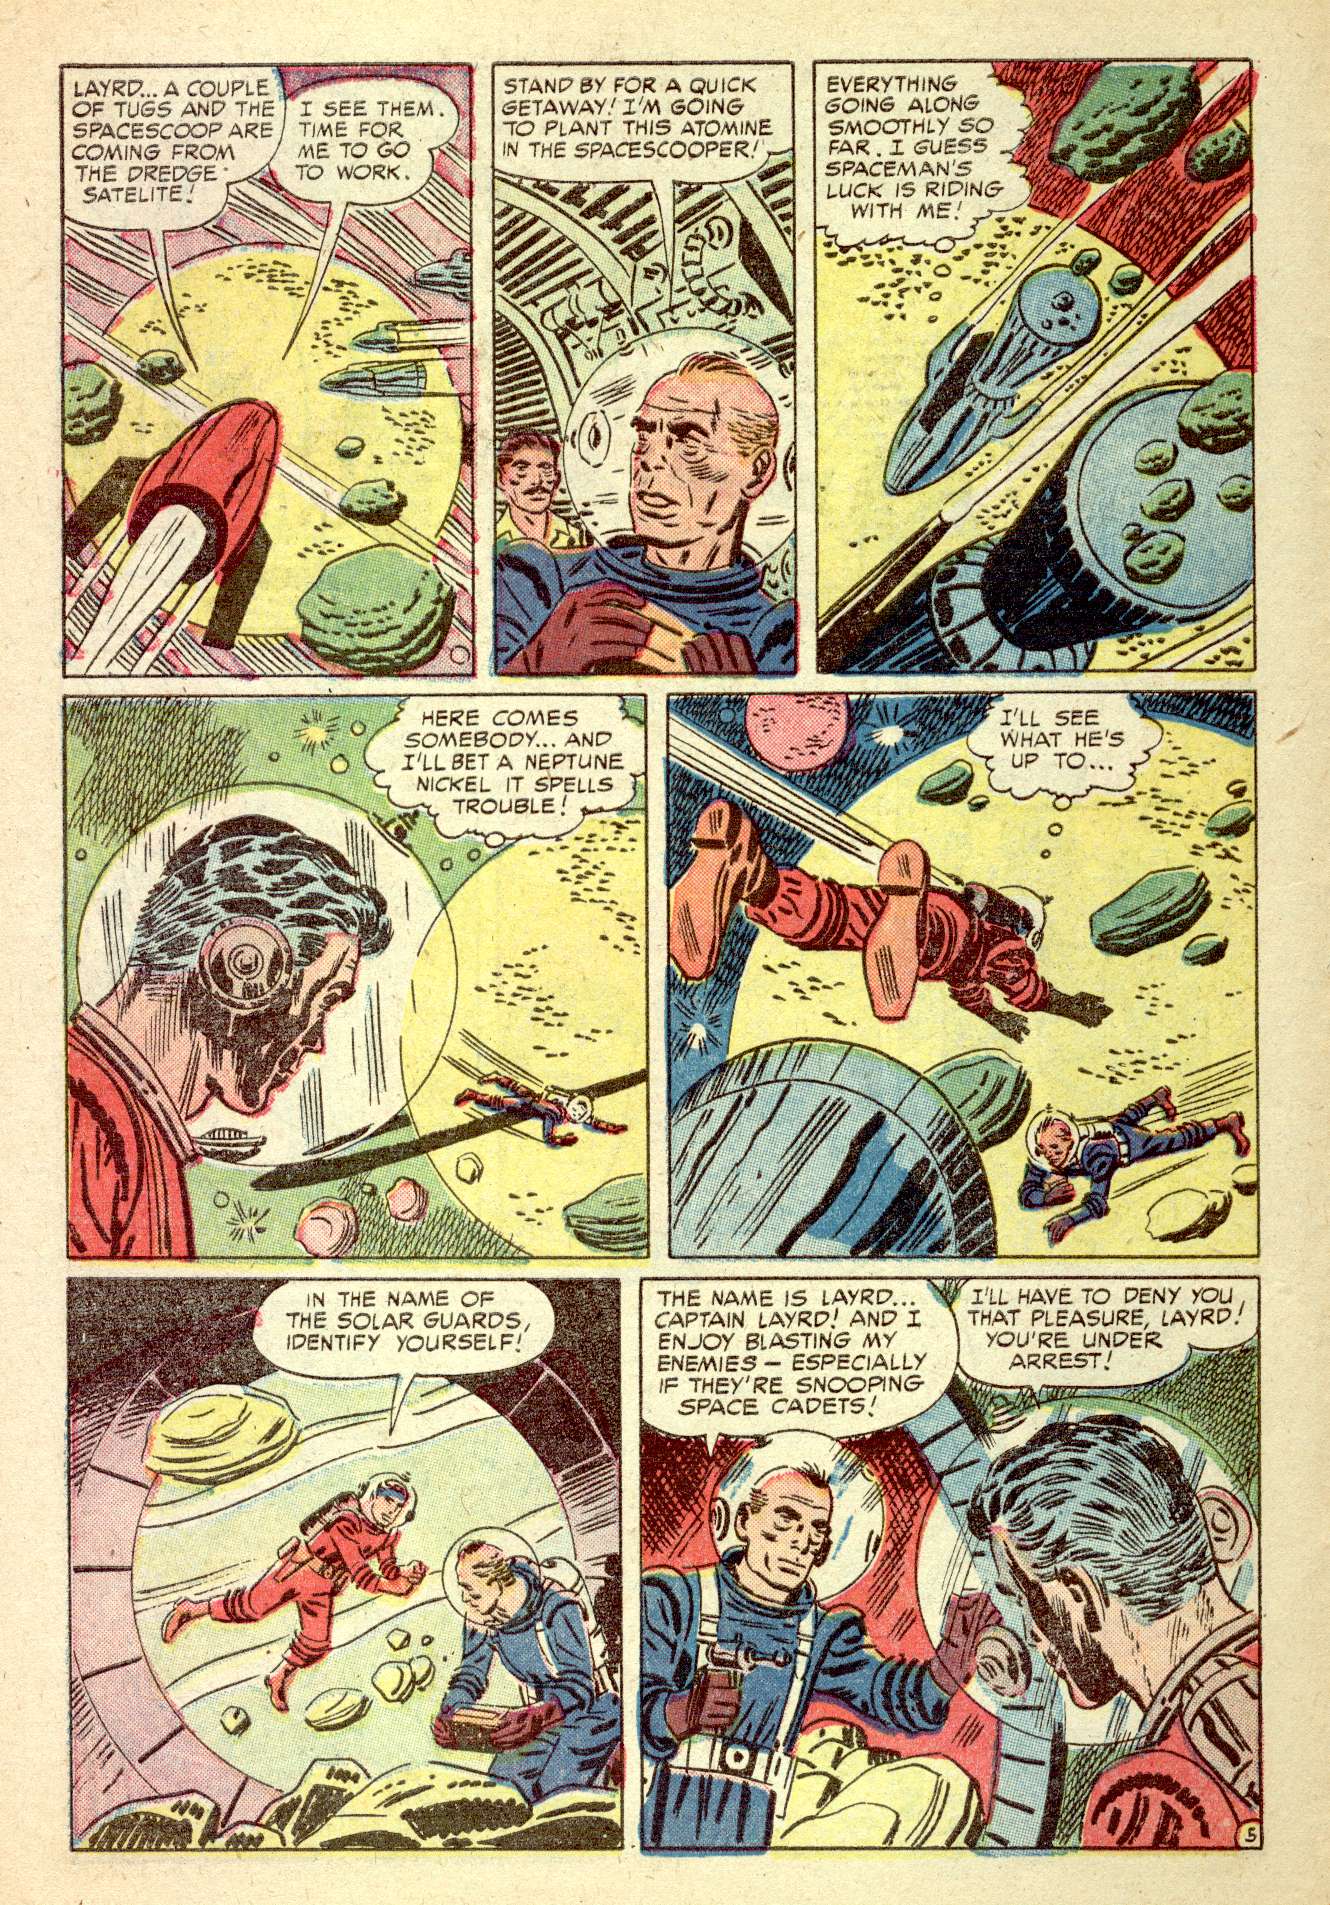 LAYRD... A COUPLE
OF TUGS AND THE
SPACESCOOP ARE
COMING FROM
THE DREDGE
SATELITE!
I SEE THEM.
TIME FOR
ME TO GO
TO WORK.
STAND BY FOR A QUICK
GETAWAY! I'M GOING
TO PLANT THIS ATOMINE
IN THE SPACESCOOPER!
EVERYTHING
GOING ALONG
SMOOTHLY SO
FAR. I GUESS
SPACEMAN'S
LUCK IS RIDING
WITH ME!
HERE COMES
SOMEBODY... AND
I'LL BET A NEPTUNE
NICKEL IT SPELLS
TROUBLE!
I'LL SEE
WHAT HE'S
UP TO...
IN THE NAME OF
THE SOLAR GUARDS,
IDENTIFY YOURSELF!
THE NAME IS LAYRD...
CAPTAIN LAYRD! AND I
ENJOY BLASTING MY
ENEMIES - ESPECIALLY
IF THEY'RE SNOOPING
SPACE CADETS!
I'LL HAVE TO DENY YOU
THAT PLEASURE, LAYRD!
YOU'RE UNDER
ARREST!
5